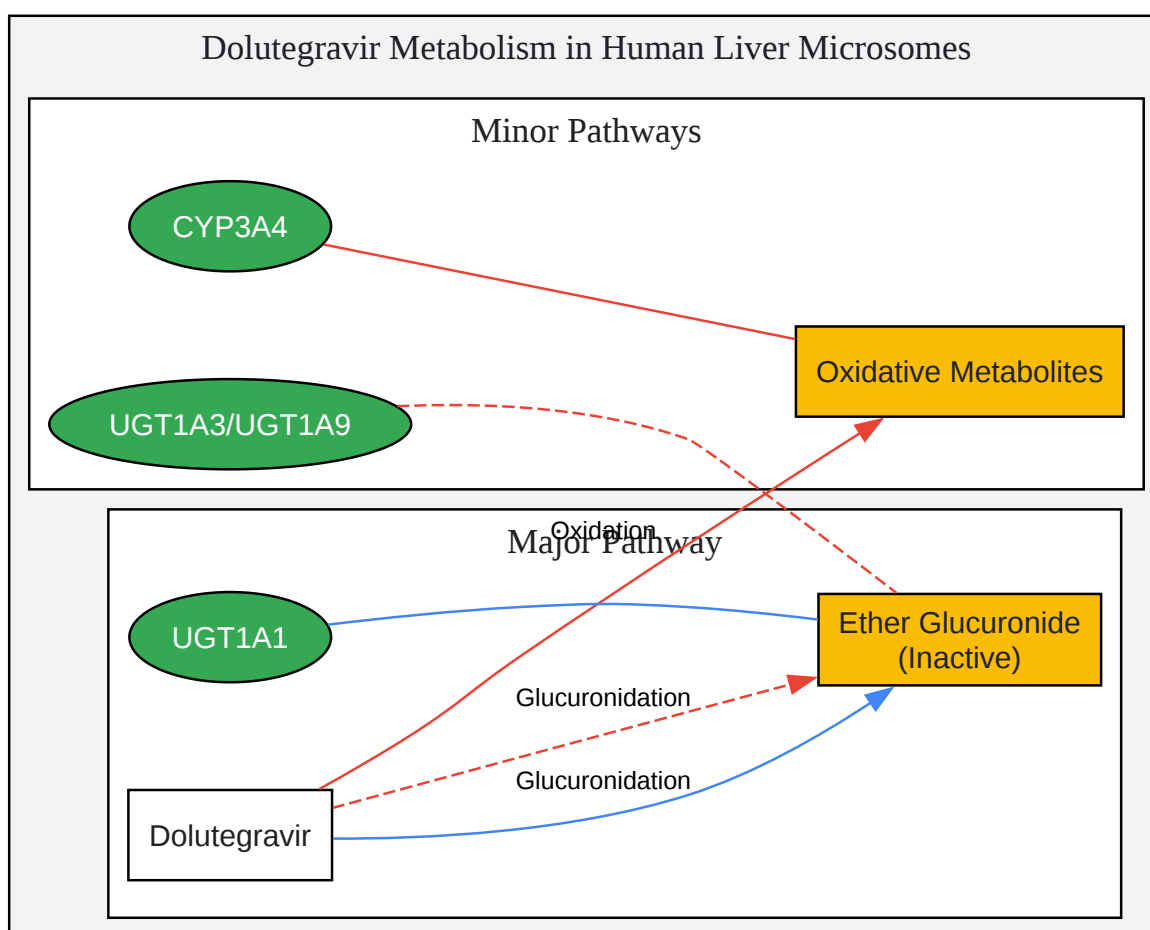 Dolutegravir Metabolism in Human Liver Microsomes
Minor Pathways
CYP3A4
Oxidative Metabolites
UGT1A3/UGT1A9
Oxidation
Major Pathway
UGT1A1
Ether Glucuronide
(Inactive)
Glucuronidation
Glucuronidation
Dolutegravir